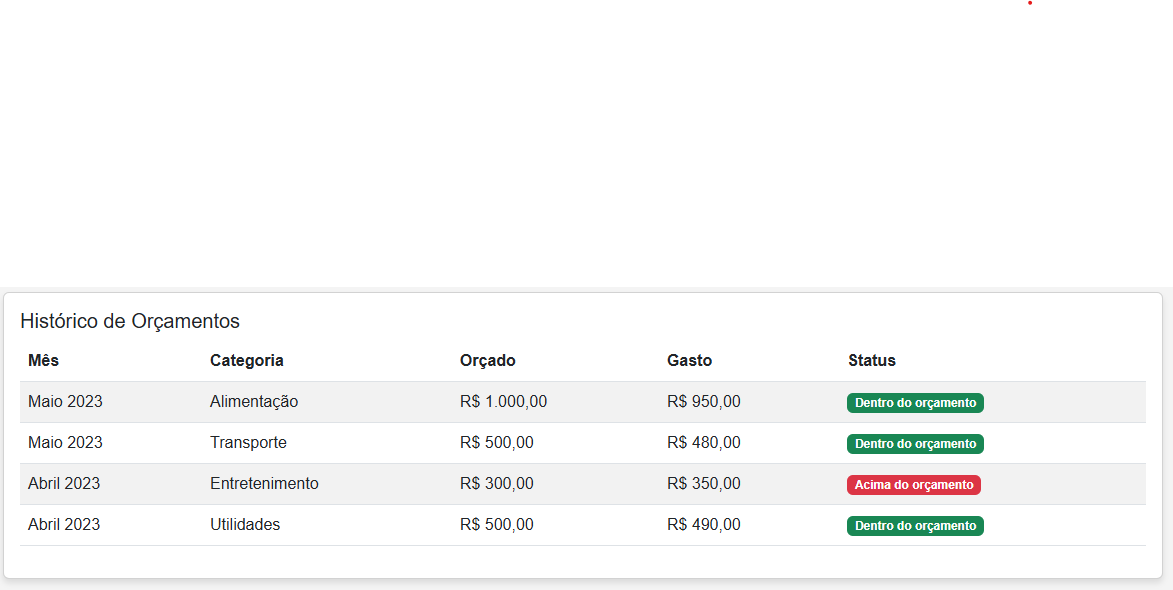 Histórico de Orçamentos
Mês Categoria Orçado Gasto Status
Maio 2023 Alimentação R$ 1.000,00 R$ 950,00 Dentro do orçamento
Maio 2023 Transporte R$ 500,00 R$ 480,00 Dentro do orçamento
Abril 2023 Entretenimento R$ 300,00 R$ 350,00 Acima do orçamento
Abril 2023 Utilidades R$ 500,00 R$ 490,00 Dentro do orçamento